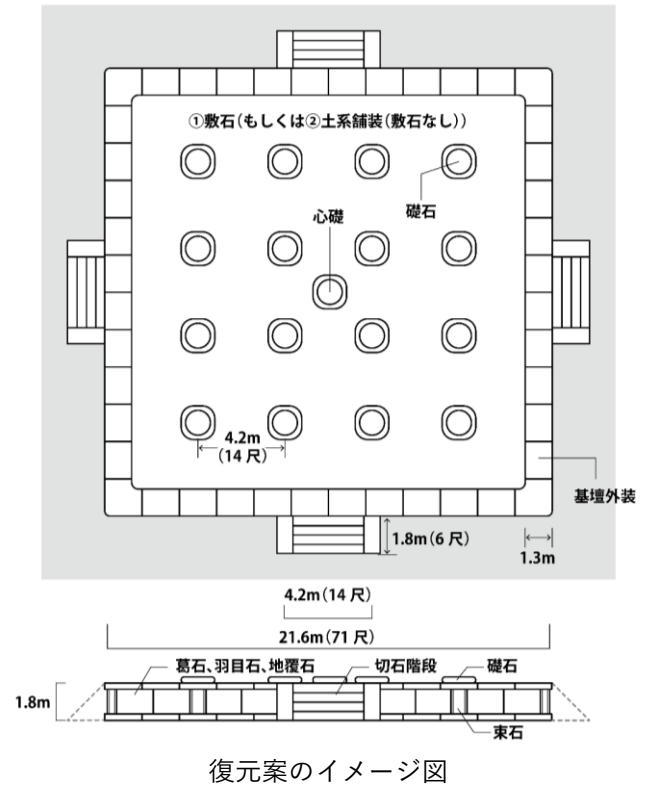 ①敷石(もしくは②土系舗装(敷石なし))
礎石
心礎
4.2m
(14 尺)
基壇外装
1.8m(6 尺)
1.3m
4.2m(14 尺)
21.6m(71 尺)
葛石、羽目石、地覆石
切石階段
礎石
1.8m
束石
復元案のイメージ図